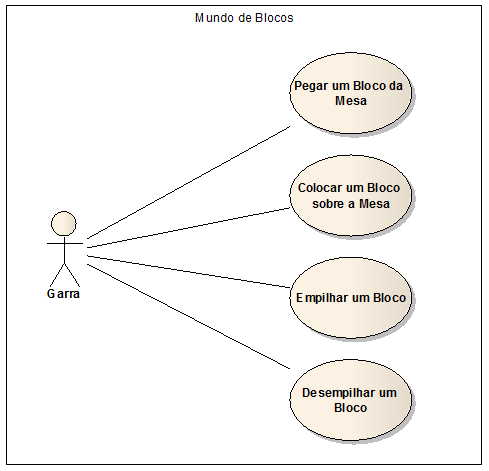 Mundo de Blocos
Pegar um Bloco da
Mesa
Colocar um Bloco
sobre a Mesa
Garra
Empilhar um Bloco
Desempilhar um
Bloco